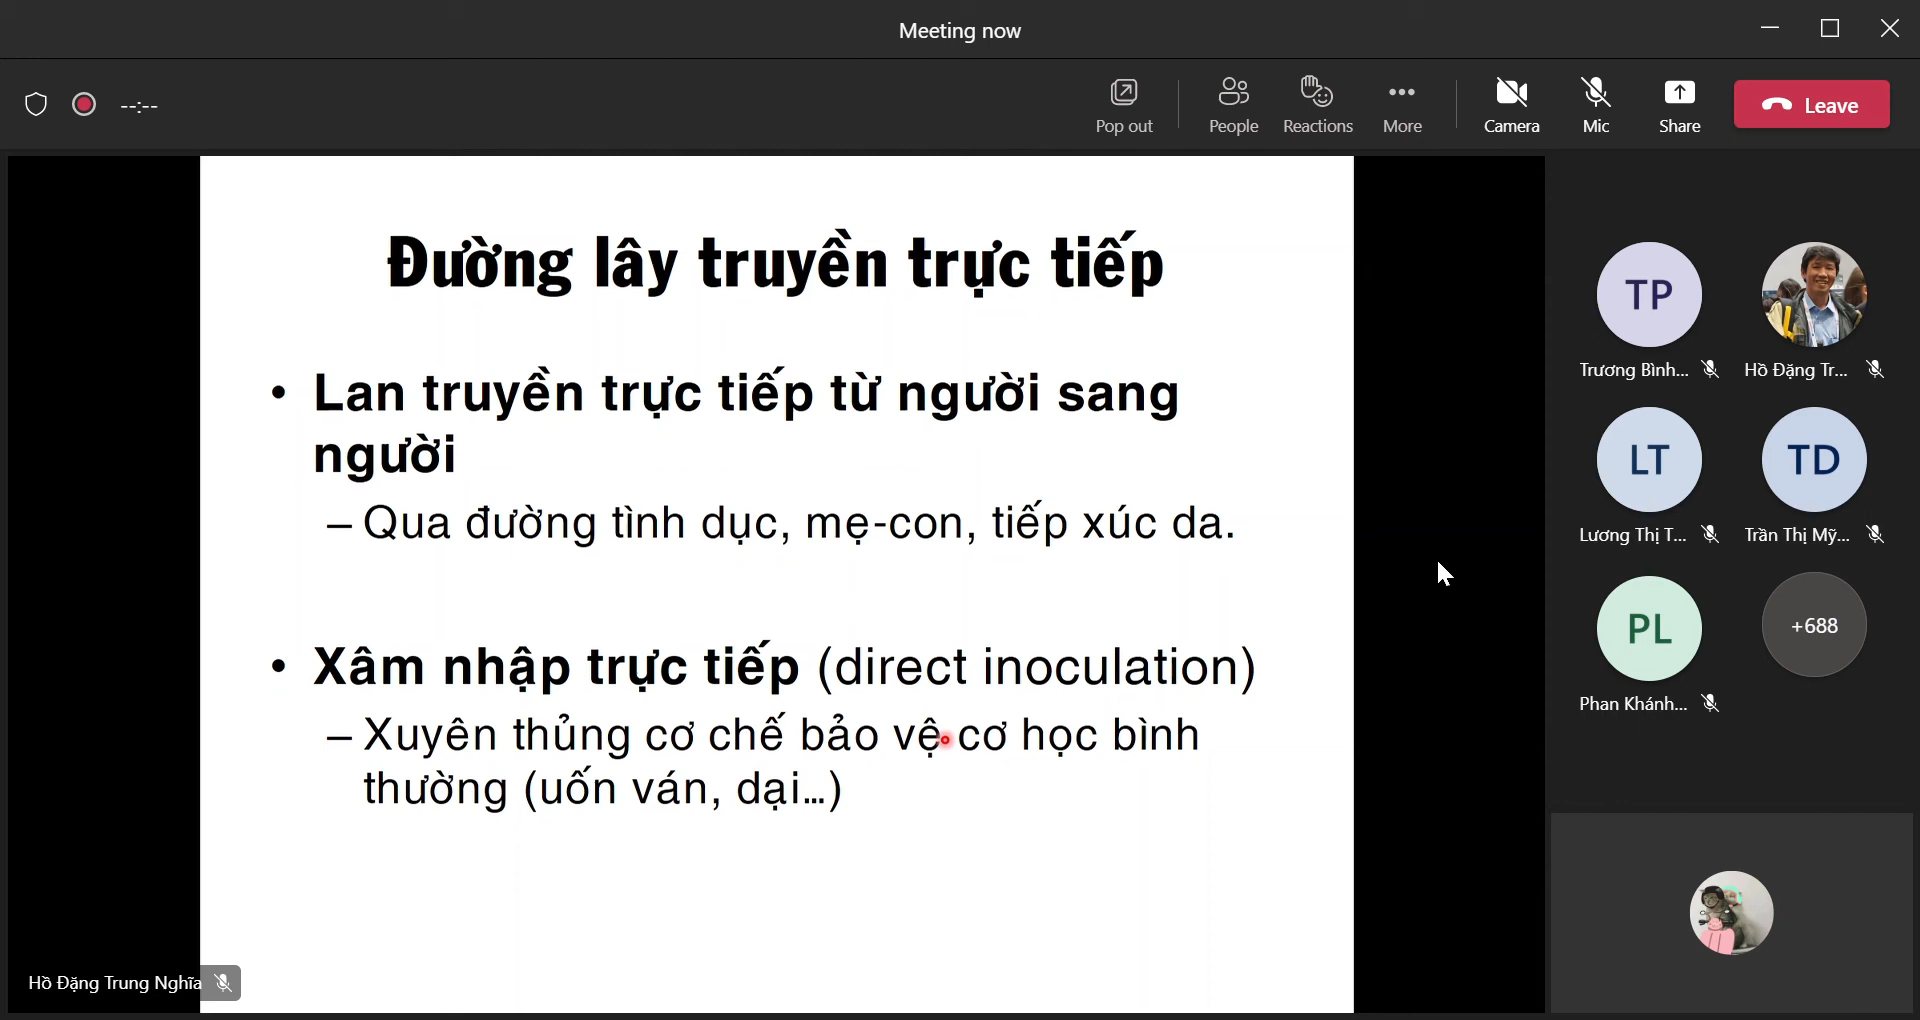 Meeting now
--:--
Pop out
People
Reactions
More
Camera
Mic
Share
Leave
Đường lây truyền trực tiếp
• Lan truyền trực tiếp từ người sang
người
– Qua đường tình dục, mẹ-con, tiếp xúc da.
• Xâm nhập trực tiếp (direct inoculation)
– Xuyên thủng cơ chế bảo vệ cơ học bình
thường (uốn ván, dại...)
Hồ Đặng Trung Nghĩa
TP
Trương Bình...
Hồ Đặng Tr...
LT
Lương Thị T...
TD
Trần Thị Mỹ...
PL
Phan Khánh...
+688